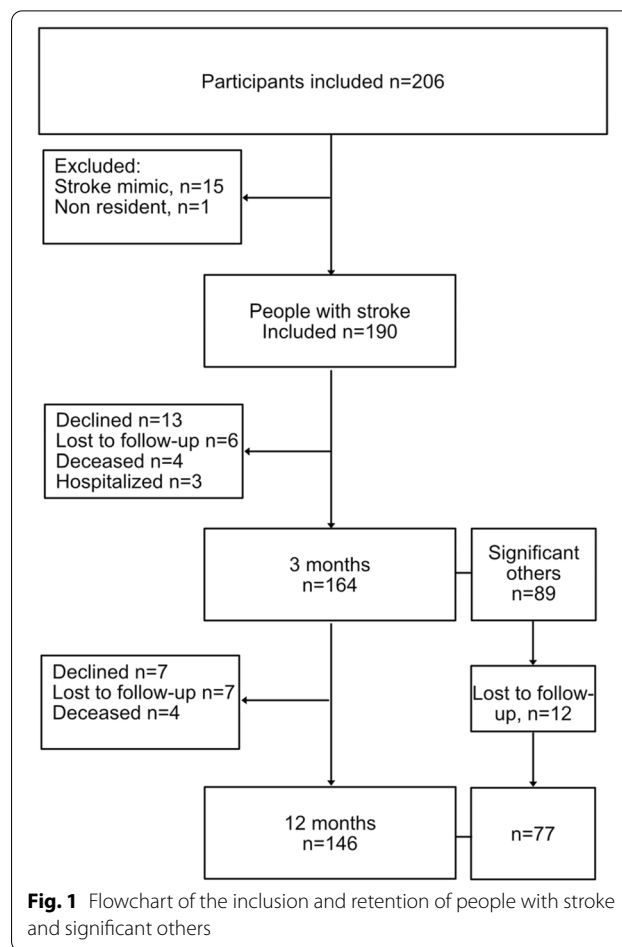 Participants included n=206
Excluded:
Stroke mimic, n=15
Non resident, n=1
People with stroke
Included n=190
Declined n=13
Lost to follow-up n=6
Deceased n=4
Hospitalized n=3
3 months
n=164
Significant
others
n=89
Declined n=7
Lost to follow-up n=7
Deceased n=4
Lost to follow-
up, n=12
12 months
n=146
n=77
Fig. 1 Flowchart of the inclusion and retention of people with stroke
and significant others